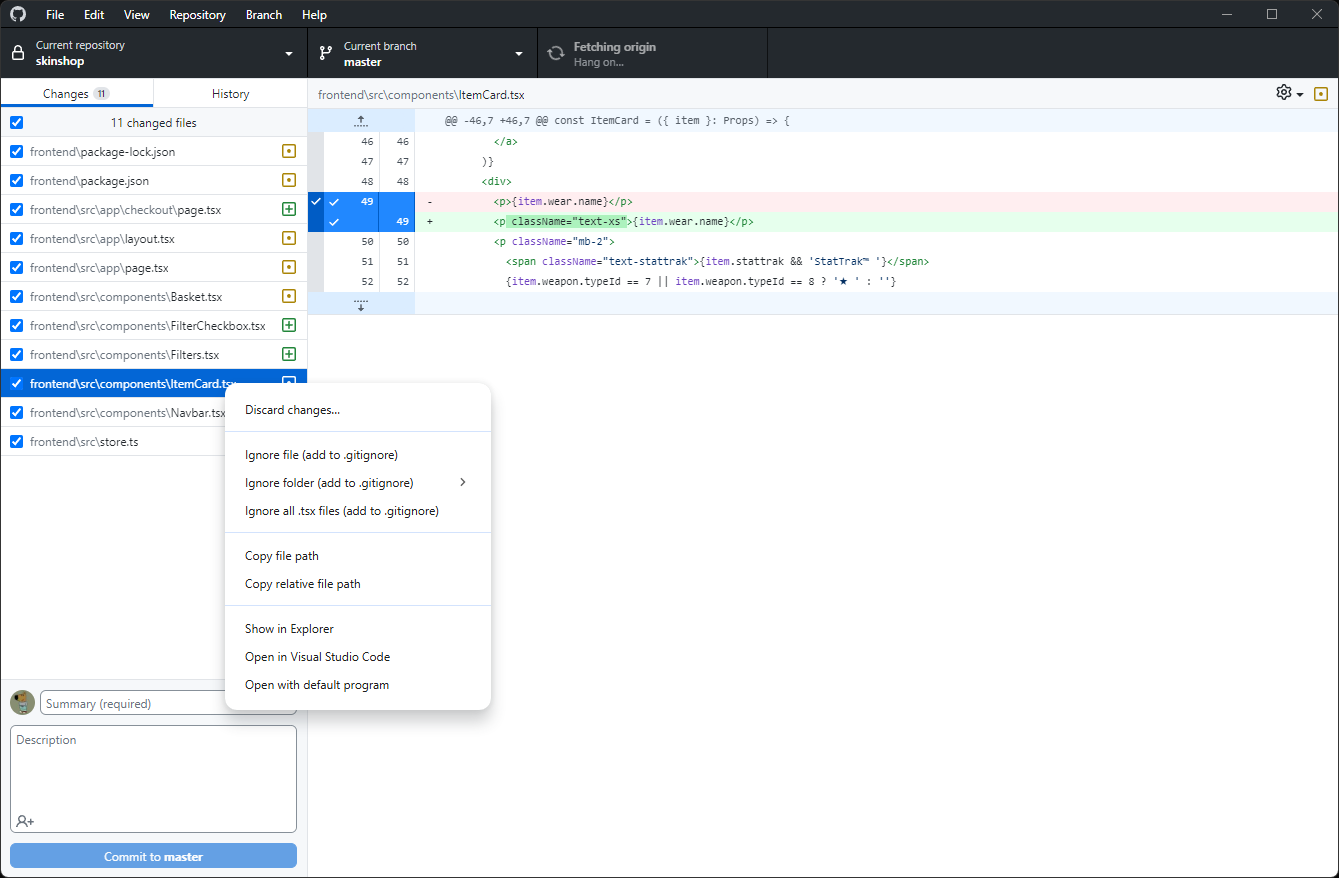 File Edit View Repository Branch Help
Current repository
skinshop
Current branch
master
Fetching origin
Hang on...
Changes 11
History
11 changed files
frontend\package-lock.json
frontend\package.json
frontend\src\app\checkout\page.tsx
frontend\src\app\layout.tsx
frontend\src\app\page.tsx
frontend\src\components\Basket.tsx
frontend\src\components\FilterCheckbox.tsx
frontend\src\components\Filters.tsx
frontend\src\components\ItemCard.tsx
frontend\src\components\Navbar.tsx
frontend\src\store.ts
frontend\src\components\ItemCard.tsx
@@ -46,7 +46,7 @@ const ItemCard = ({ item }: Props) => {
46 46 </a>
47 47 )}
48 48 <div>
49 - <p>{item.wear.name}</p>
49 + <p className="text-xs">{item.wear.name}</p>
50 50 <p className="mb-2">
51 51 <span className="text-stattrak">{item.stattrak && 'StatTrak™ '}</span>
52 52 {item.weapon.typeId == 7 || item.weapon.typeId == 8 ? '★ ' : ''}
Discard changes...
Ignore file (add to .gitignore)
Ignore folder (add to .gitignore)
Ignore all .tsx files (add to .gitignore)
Copy file path
Copy relative file path
Show in Explorer
Open in Visual Studio Code
Open with default program
Summary (required)
Description
Commit to master